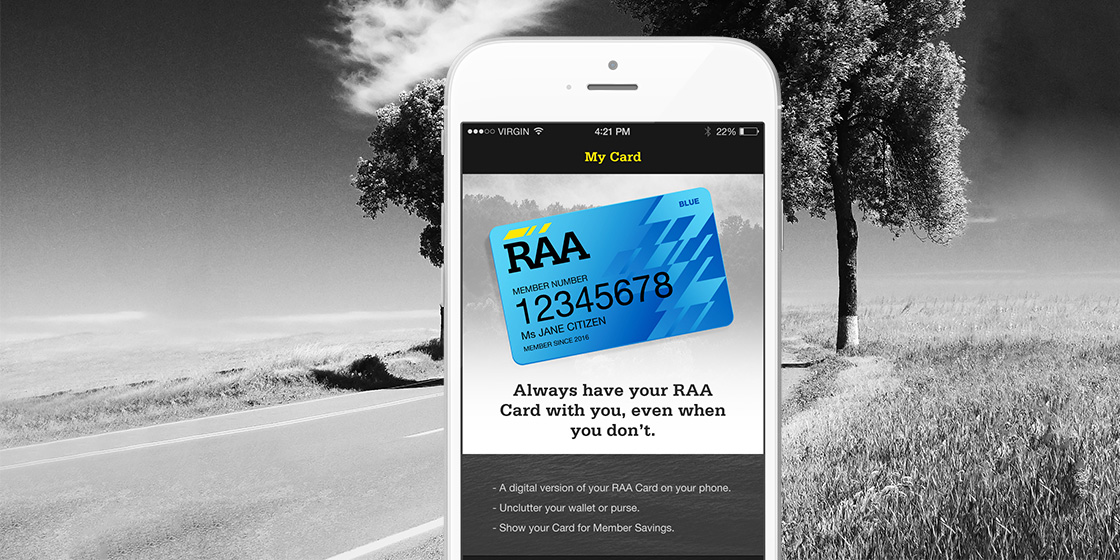 VIRGIN 4:21 PM 22%
My Card
BLUE
RAA
MEMBER NUMBER
12345678
Ms JANE CITIZEN
MEMBER SINCE 2016
Always have your RAA
Card with you, even when
you don't.
- A digital version of your RAA Card on your phone.
- Unclutter your wallet or purse.
- Show your Card for Member Savings.